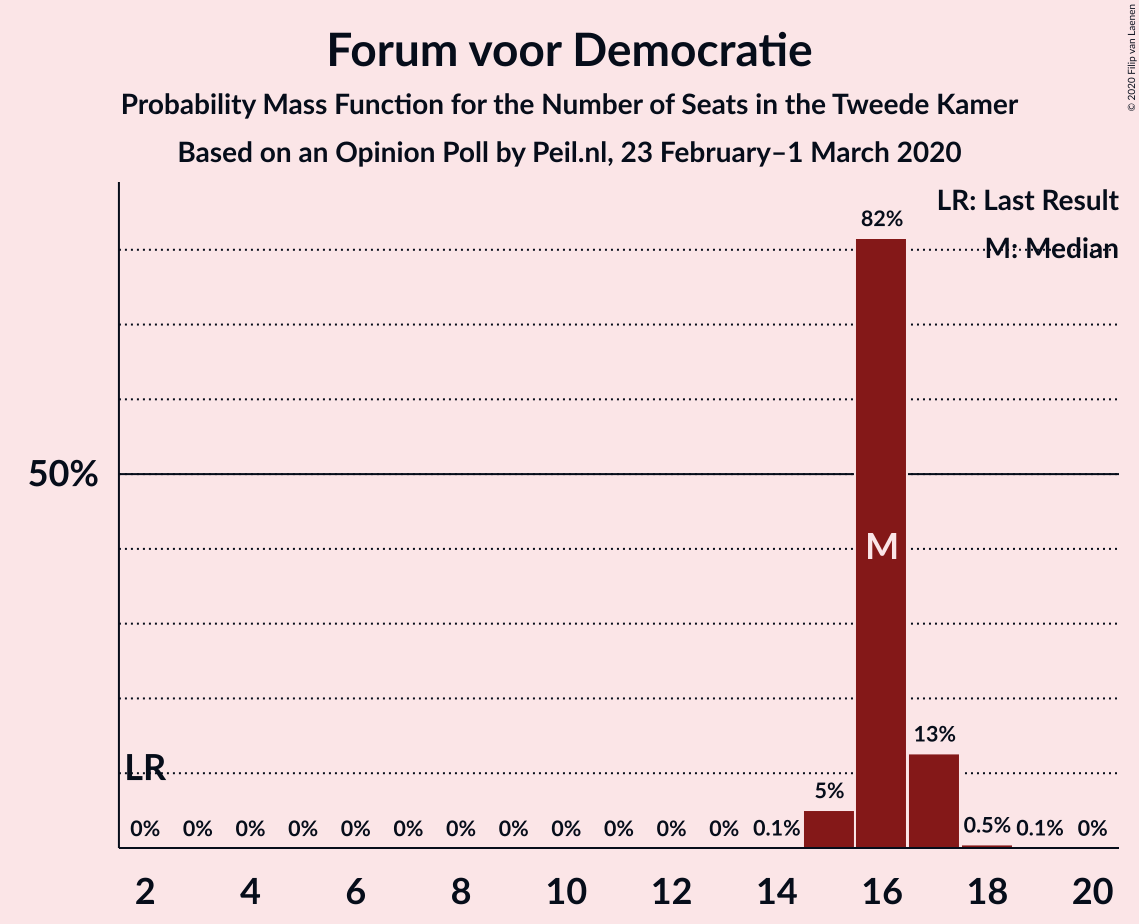 Forum voor Democratie
Probability Mass Function for the Number of Seats in the Tweede Kamer
Based on an Opinion Poll by Peil.nl, 23 February–1 March 2020
© 2020 Filip van Laenen
LR: Last Result
M: Median
82%
50%
M
13%
LR
5%
0% 0% 0% 0% 0% 0% 0% 0% 0% 0% 0% 0% 0.1% 0.5% 0.1% 0%
2 4 6 8 10 12 14 16 18 20